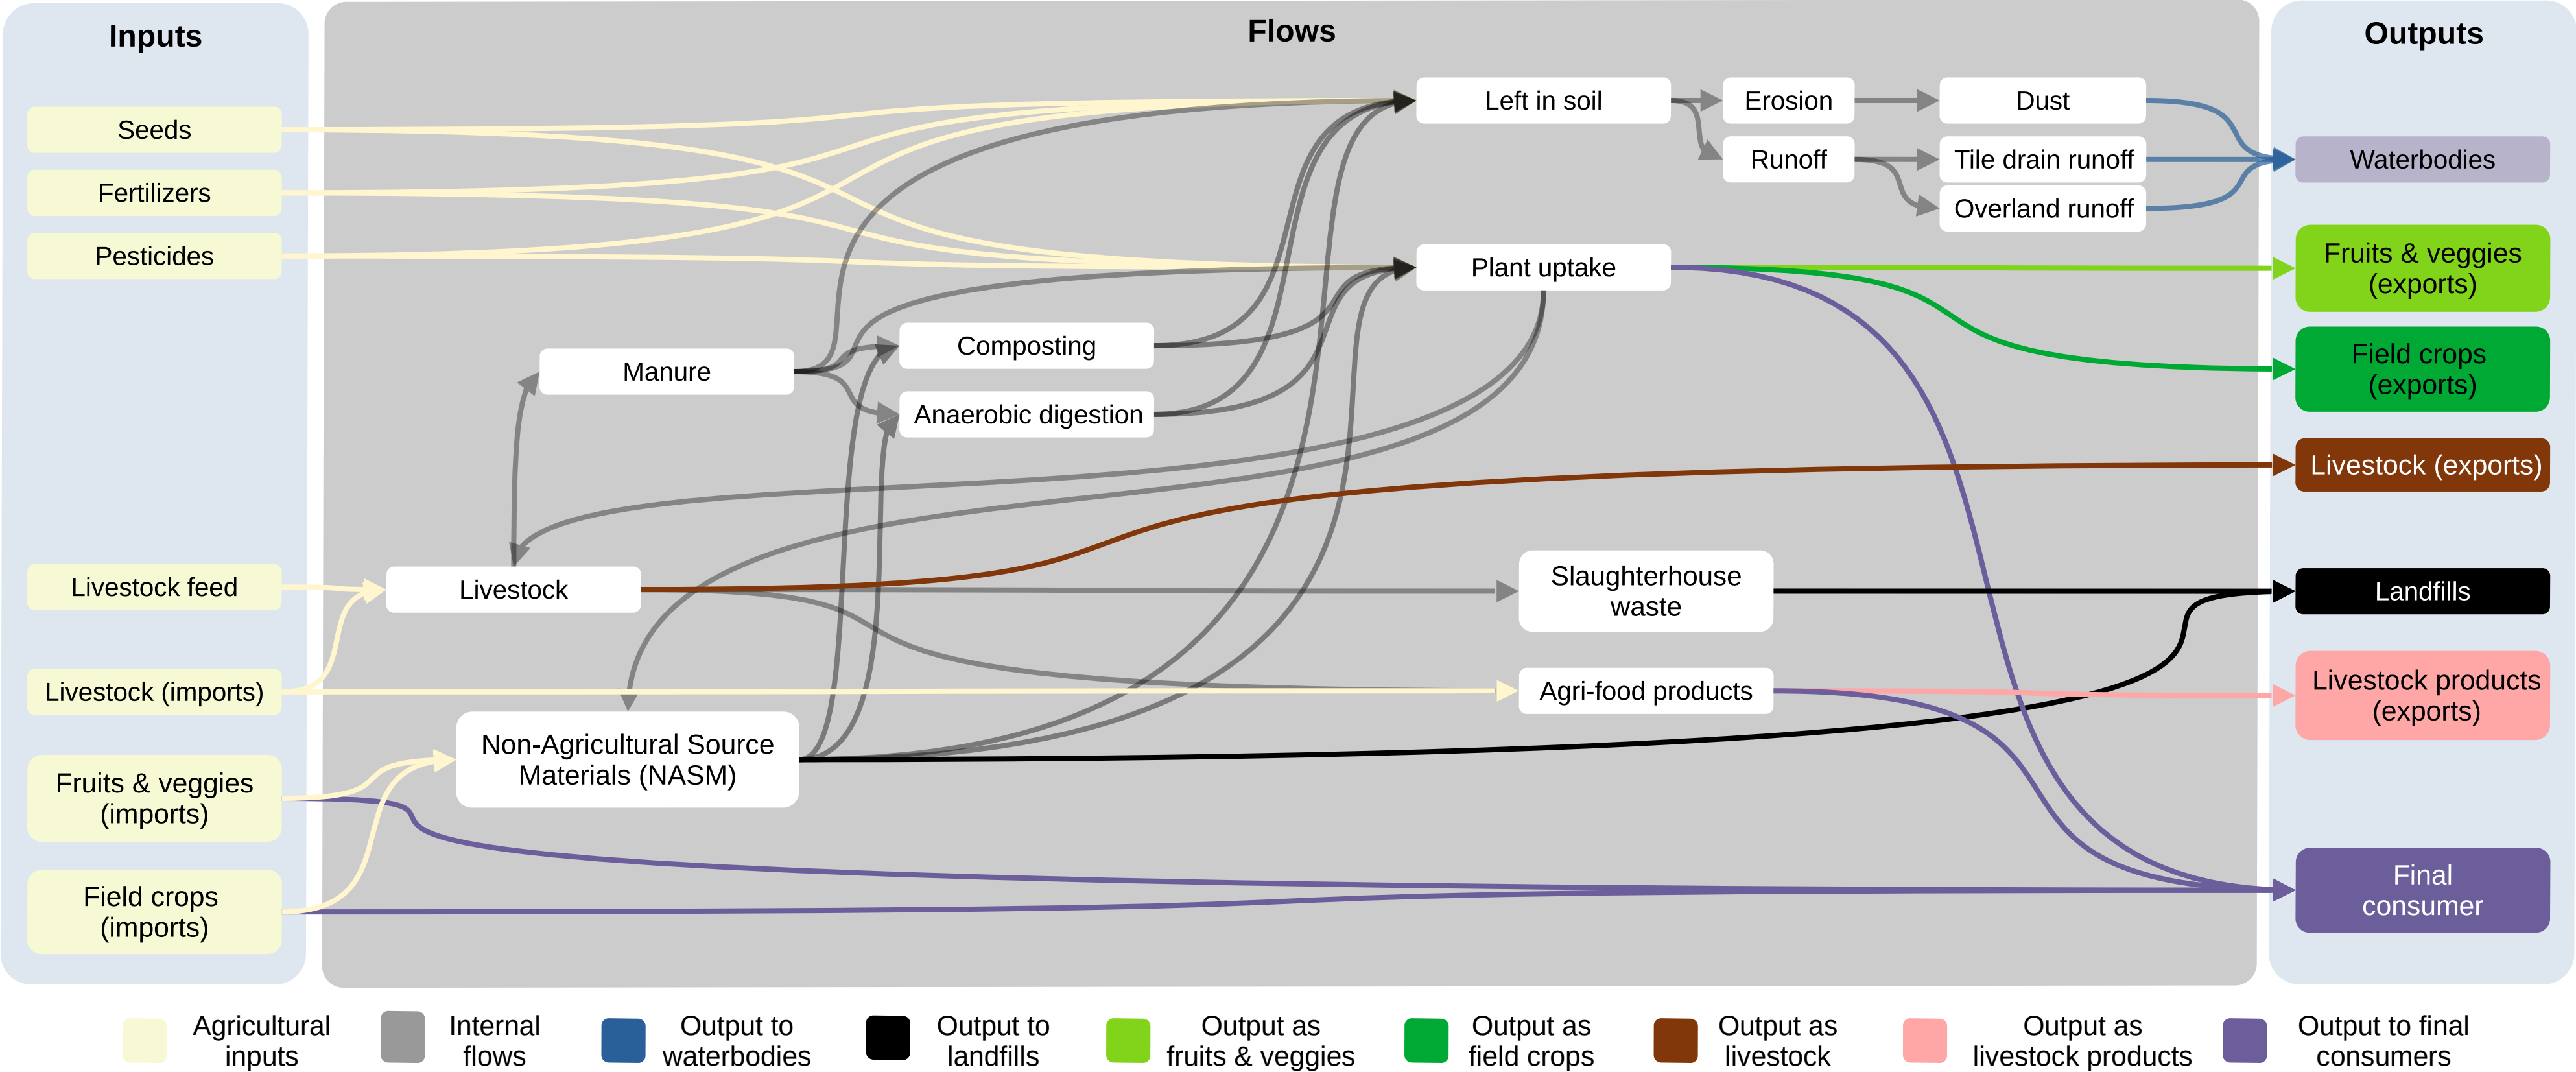 Inputs
Seeds
Fertilizers
Pesticides
Livestock feed
Livestock (imports)
Fruits & veggies
(imports)
Field crops
(imports)
Flows
Left in soil
Erosion
Dust
Runoff
Tile drain runoff
Overland runoff
Plant uptake
Composting
Manure
Anaerobic digestion
Livestock
Slaughterhouse
waste
Agri-food products
Non-Agricultural Source
Materials (NASM)
Outputs
Waterbodies
Fruits & veggies
(exports)
Field crops
(exports)
Livestock (exports)
Landfills
Livestock products
(exports)
Final
consumer
Agricultural
inputs
Internal
flows
Output to
waterbodies
Output to
landfills
Output as
fruits & veggies
Output as
field crops
Output as
livestock
Output as
livestock products
Output to final
consumers